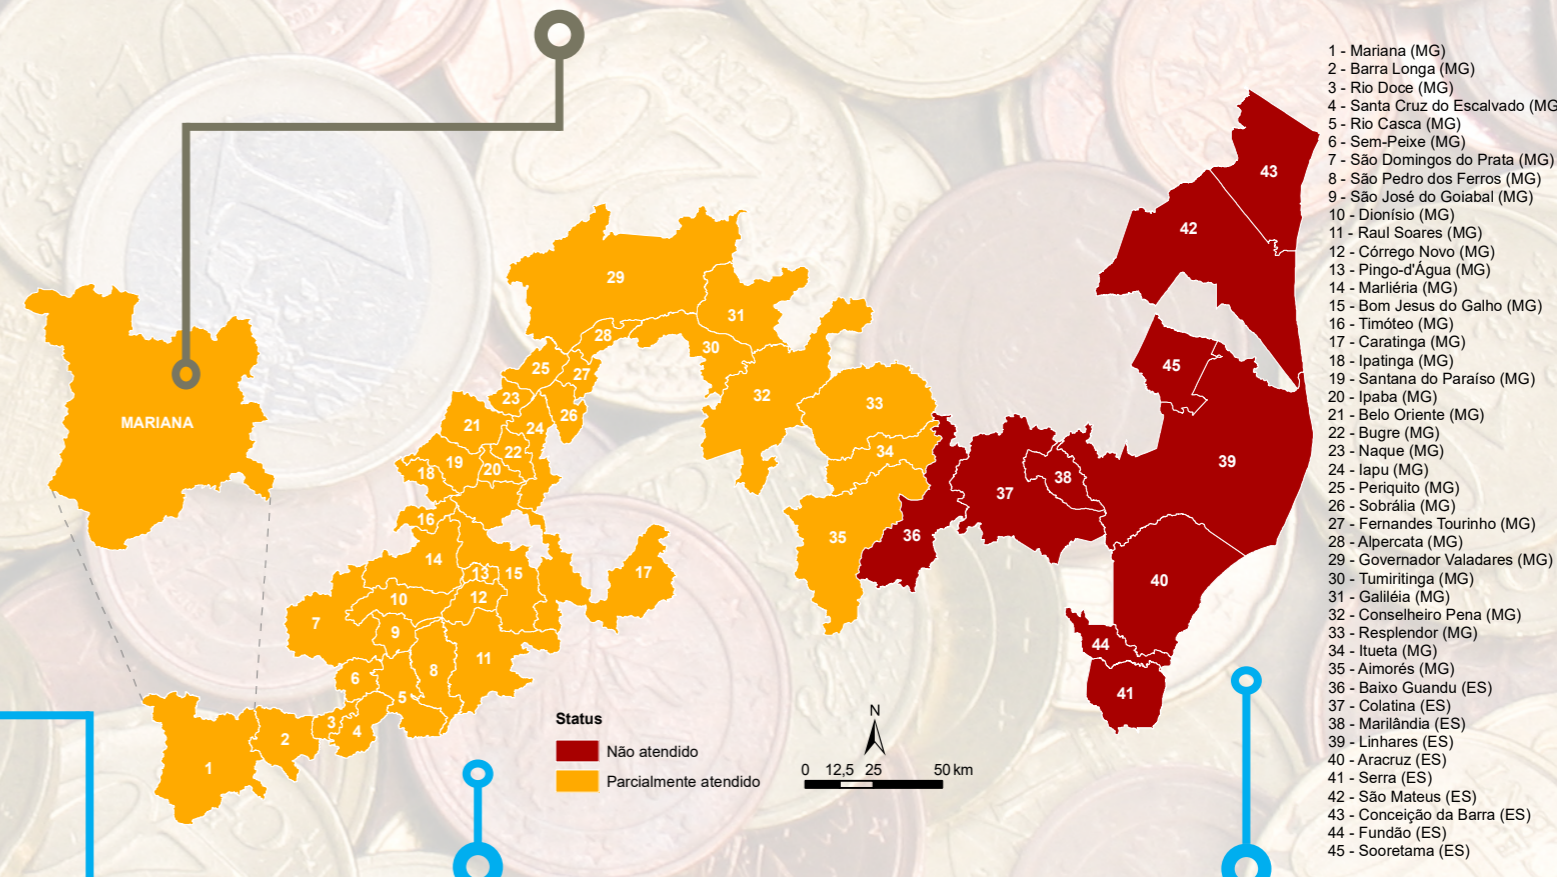 1 - Mariana (MG)
2 - Barra Longa (MG)
3 - Rio Doce (MG)
4 - Santa Cruz do Escalvado (MG
5 - Rio Casca (MG)
6 - Sem-Peixe (MG)
7 - São Domingos do Prata (MG)
8 - São Pedro dos Ferros (MG)
9 - São José do Goiabal (MG)
10 - Dionísio (MG)
11 - Raul Soares (MG)
12 - Córrego Novo (MG)
13 - Pingo-d'Água (MG)
14 - Marliéria (MG)
15 - Bom Jesus do Galho (MG)
16 - Timóteo (MG)
17 - Caratinga (MG)
18 - Ipatinga (MG)
19 - Santana do Paraíso (MG)
20 - Ipaba (MG)
21 - Belo Oriente (MG)
22 - Bugre (MG)
23 - Naque (MG)
24 - Iapu (MG)
25 - Periquito (MG)
26 - Sobrália (MG)
27 - Fernandes Tourinho (MG)
28 - Alpercata (MG)
29 - Governador Valadares (MG)
30 - Tumiritinga (MG)
31 - Galiléia (MG)
32 - Conselheiro Pena (MG)
33 - Resplendor (MG)
34 - Itueta (MG)
35 - Aimorés (MG)
36 - Baixo Guandu (ES)
37 - Colatina (ES)
38 - Marilândia (ES)
39 - Linhares (ES)
40 - Aracruz (ES)
41 - Serra (ES)
42 - São Mateus (ES)
43 - Conceição da Barra (ES)
44 - Fundão (ES)
45 - Sooretama (ES)
43
42
29
31
28
30
45
25
27
32
23
33
26
MARIANA
21
24
34
22
39
19
20
18
38
37
16
36
35
14
13
15
17
40
10
12
7
9
44
11
8
6
41
5
3
4
2
1
Status
Não atendido
Parcialmente atendido
N
0 12,5 25 50 km